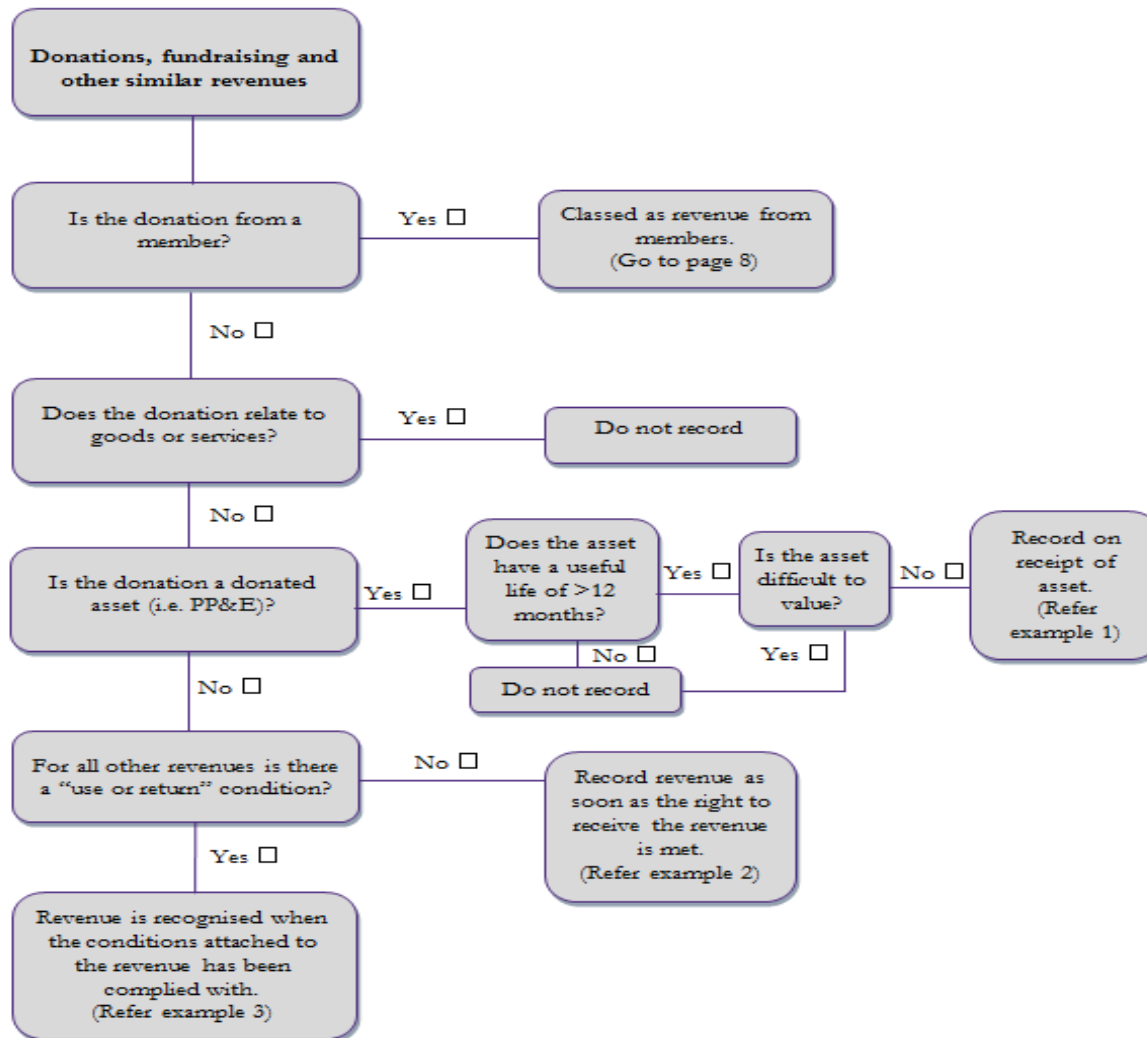 Donations, fundraising and
other similar revenues
Is the donation from a
member?
Yes ☐
Classed as revenue from
members.
(Go to page 8)
No ☐
Does the donation relate to
goods or services?
Yes ☐
Do not record
No ☐
Is the donation a donated
asset (i.e. PP&E)?
Yes ☐
Does the asset
have a useful
life of >12
months?
Yes ☐
Is the asset
difficult to
value?
No ☐
Record on
receipt of
asset.
(Refer
example 1)
No ☐
Yes ☐
Do not record
No ☐
For all other revenues is there
a “use or return” condition?
No ☐
Record revenue as
soon as the right to
receive the revenue
is met.
(Refer example 2)
Yes ☐
Revenue is recognised when
the conditions attached to
the revenue has been
complied with.
(Refer example 3)